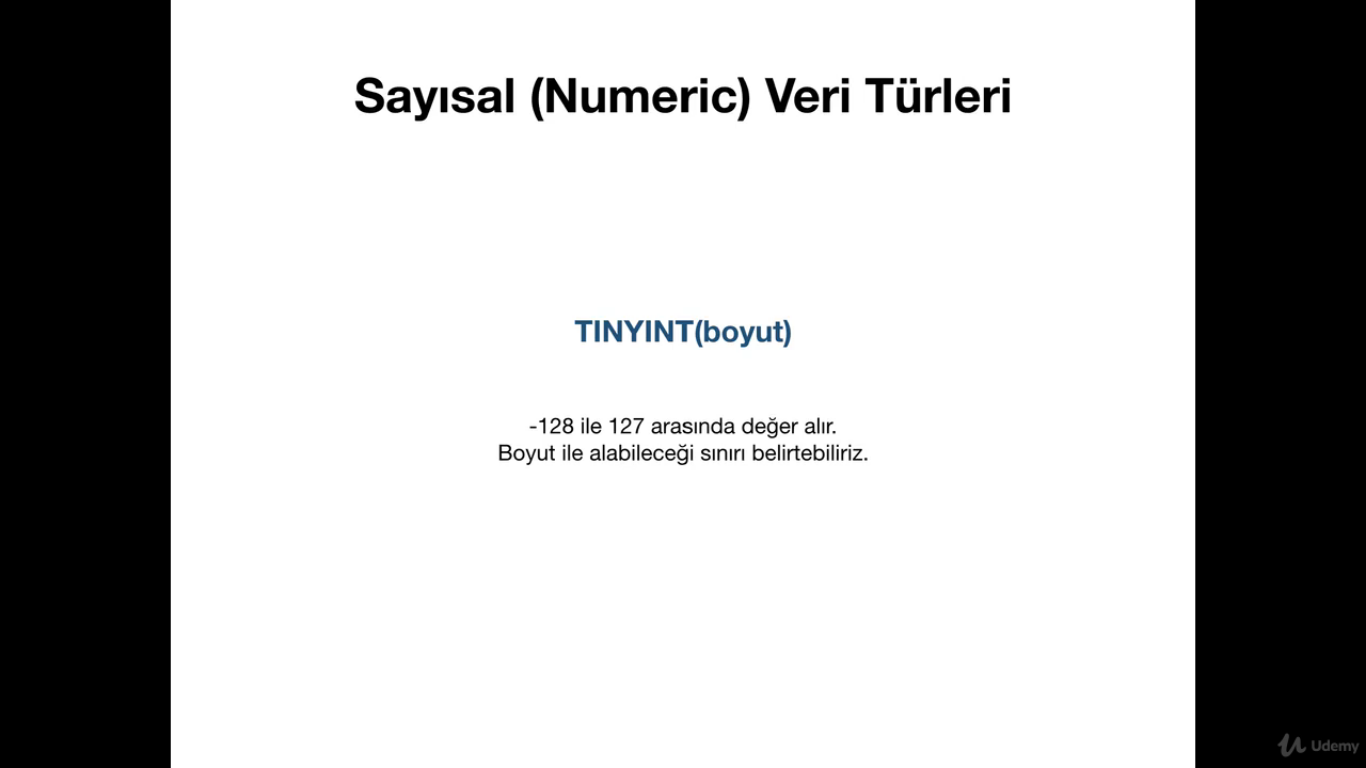 Sayısal (Numeric) Veri Türleri
TINYINT(boyut)
-128 ile 127 arasında değer alır.
Boyut ile alabileceği sınırı belirtebiliriz.
Udemy